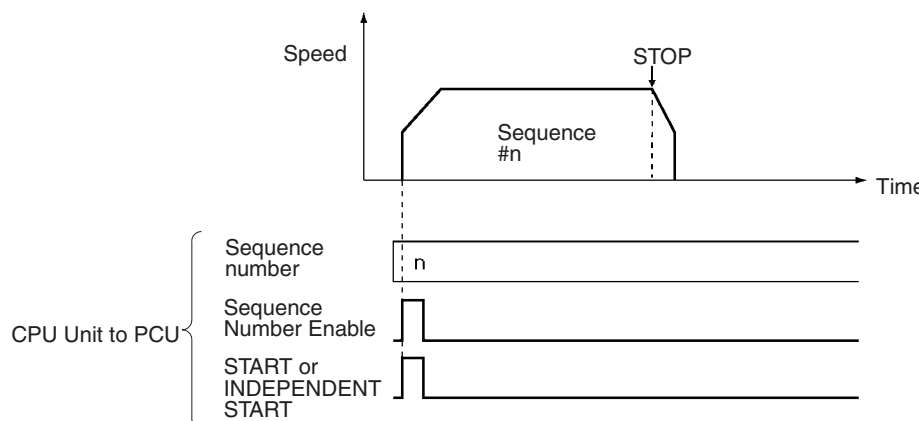 Speed
STOP
Sequence
#n
Time
Sequence
number
n
Sequence
Number Enable
CPU Unit to PCU
START or
INDEPENDENT
START